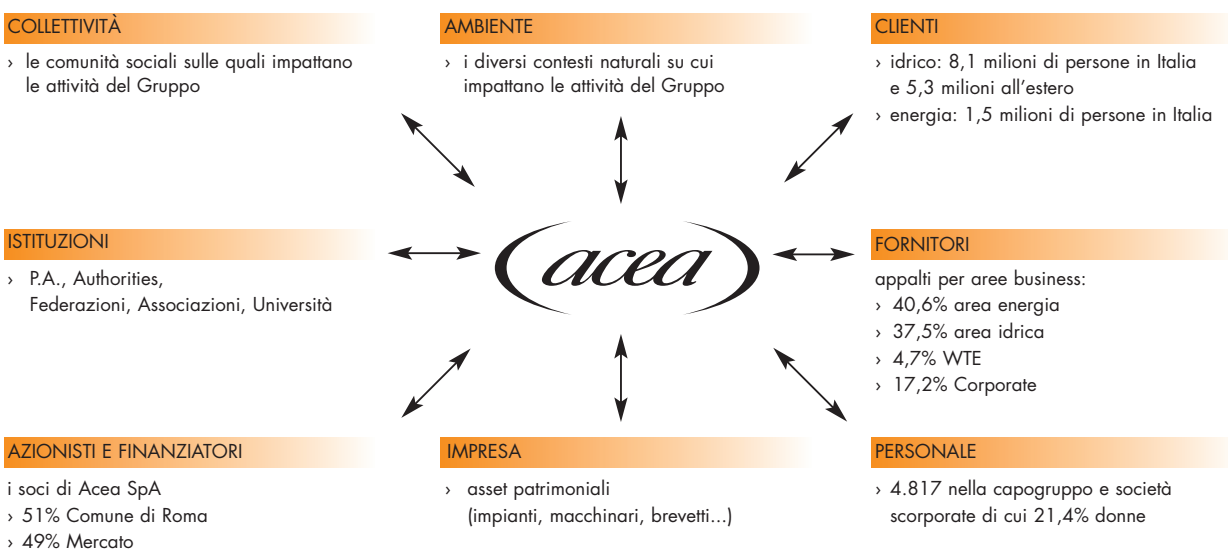 COLLETTIVITÀ
› le comunità sociali sulle quali impattano
le attività del Gruppo
AMBIENTE
› i diversi contesti naturali su cui
impattano le attività del Gruppo
CLIENTI
› idrico: 8,1 milioni di persone in Italia
e 5,3 milioni all'estero
› energia: 1,5 milioni di persone in Italia
ISTITUZIONI
› P.A., Authorities,
Federazioni, Associazioni, Università
acea
FORNITORI
appalti per aree business:
› 40,6% area energia
› 37,5% area idrica
› 4,7% WTE
› 17,2% Corporate
AZIONISTI E FINANZIATORI
i soci di Acea SpA
› 51% Comune di Roma
› 49% Mercato
IMPRESA
› asset patrimoniali
(impianti, macchinari, brevetti...)
PERSONALE
› 4.817 nella capogruppo e società
scorporate di cui 21,4% donne